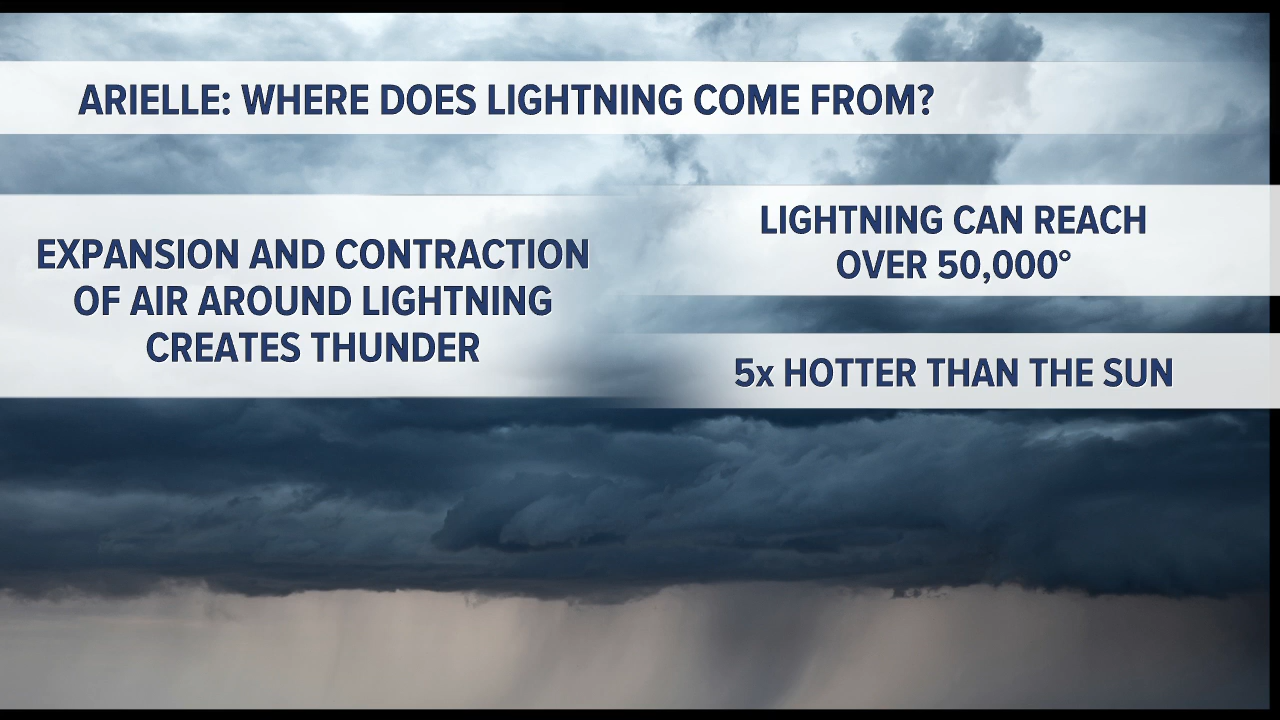 ARIELLE: WHERE DOES LIGHTNING COME FROM?
EXPANSION AND CONTRACTION
OF AIR AROUND LIGHTNING
CREATES THUNDER
LIGHTNING CAN REACH
OVER 50,000°
5x HOTTER THAN THE SUN